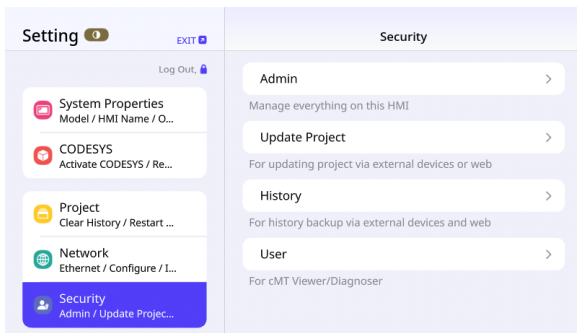 Setting
EXIT
Log Out,
System Properties
Model / HMI Name / O...
CODESYS
Activate CODESYS / Re...
Project
Clear History / Restart ...
Network
Ethernet / Configure / I...
Security
Admin / Update Projec...
Security
Admin
Manage everything on this HMI
Update Project
For updating project via external devices or web
History
For history backup via external devices and web
User
For cMT Viewer/Diagnoser